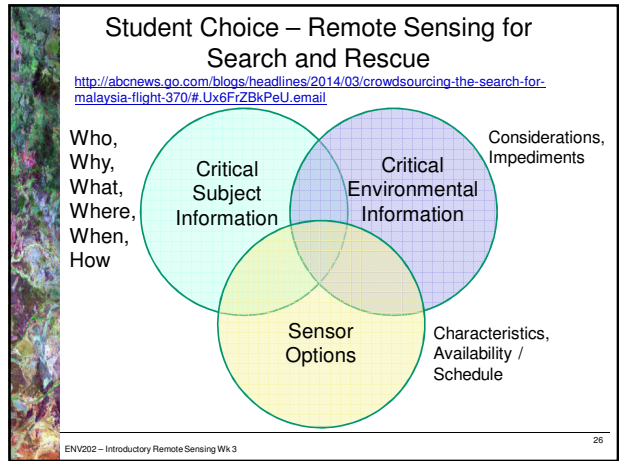 Student Choice – Remote Sensing for
Search and Rescue
http://abcnews.go.com/blogs/headlines/2014/03/crowdsourcing-the-search-for-
malaysia-flight-370/#.Ux6FrZBkPeU.email
Who,
Why,
What,
Where,
When,
How
Critical
Subject
Information
Critical
Environmental
Information
Considerations,
Impediments
Sensor
Options
Characteristics,
Availability /
Schedule
ENV202 – Introductory Remote Sensing Wk 3
26